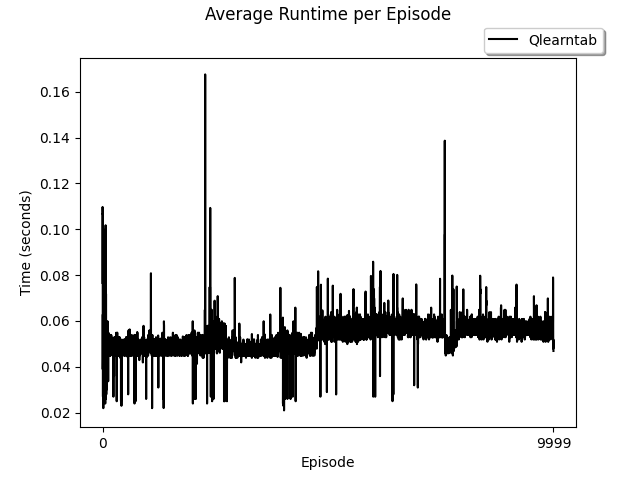 Average Runtime per Episode
Qlearntab
0.16
0.14
0.12
0.10
0.08
0.06
0.04
0.02
Time (seconds)
0
9999
Episode